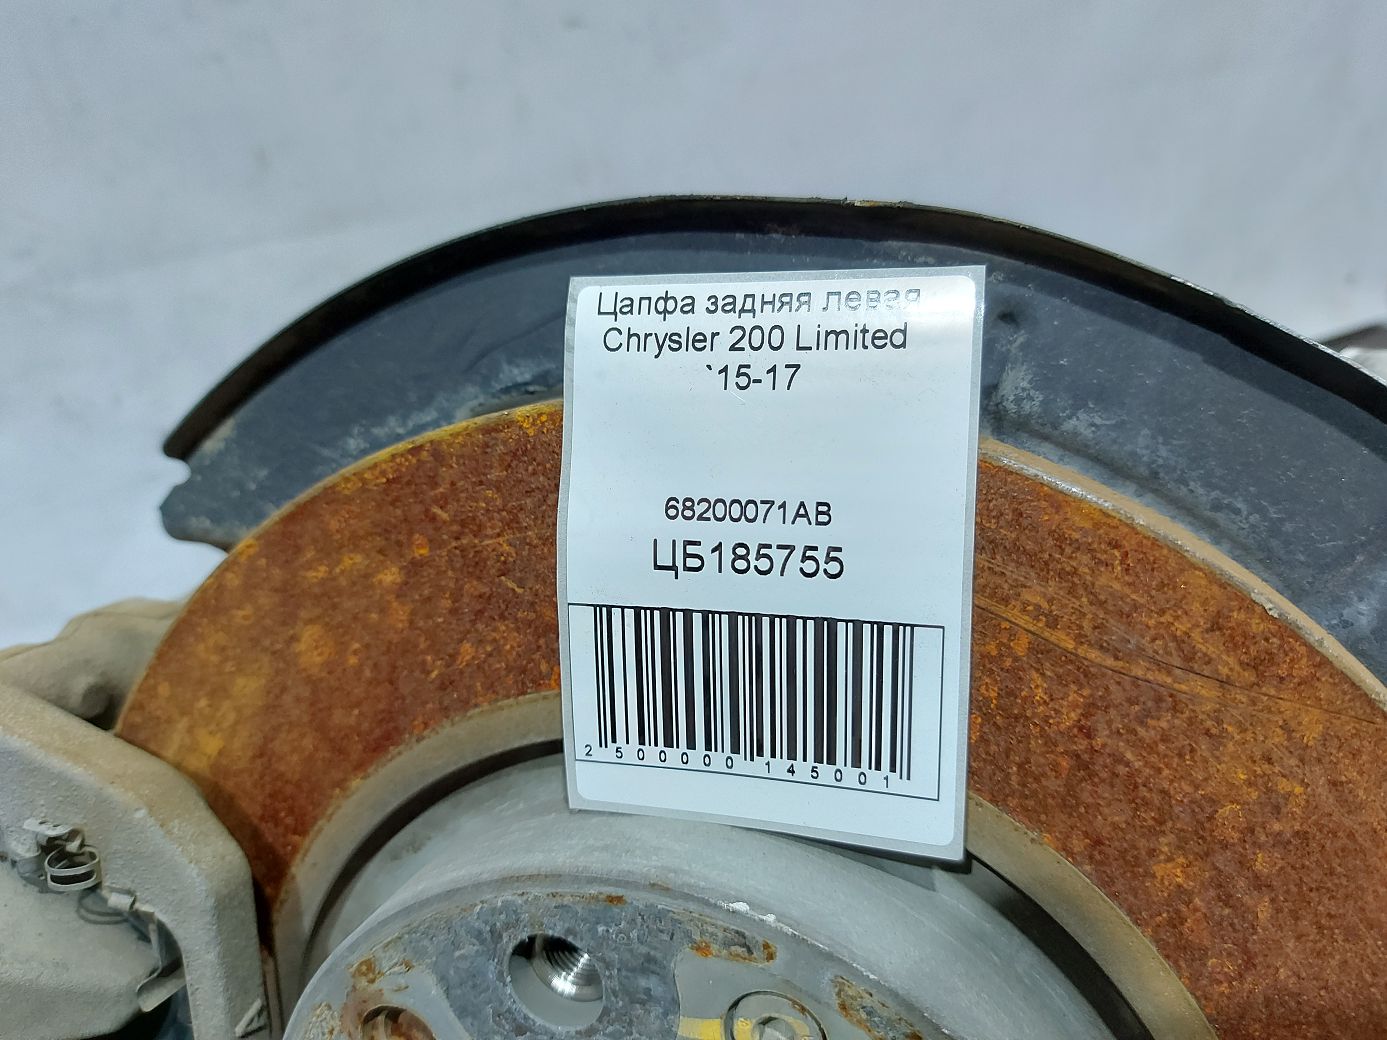 Цапфа задняя левая
Chrysler 200 Limited
`15-17
68200071AB
ЦБ185755
2500000145001